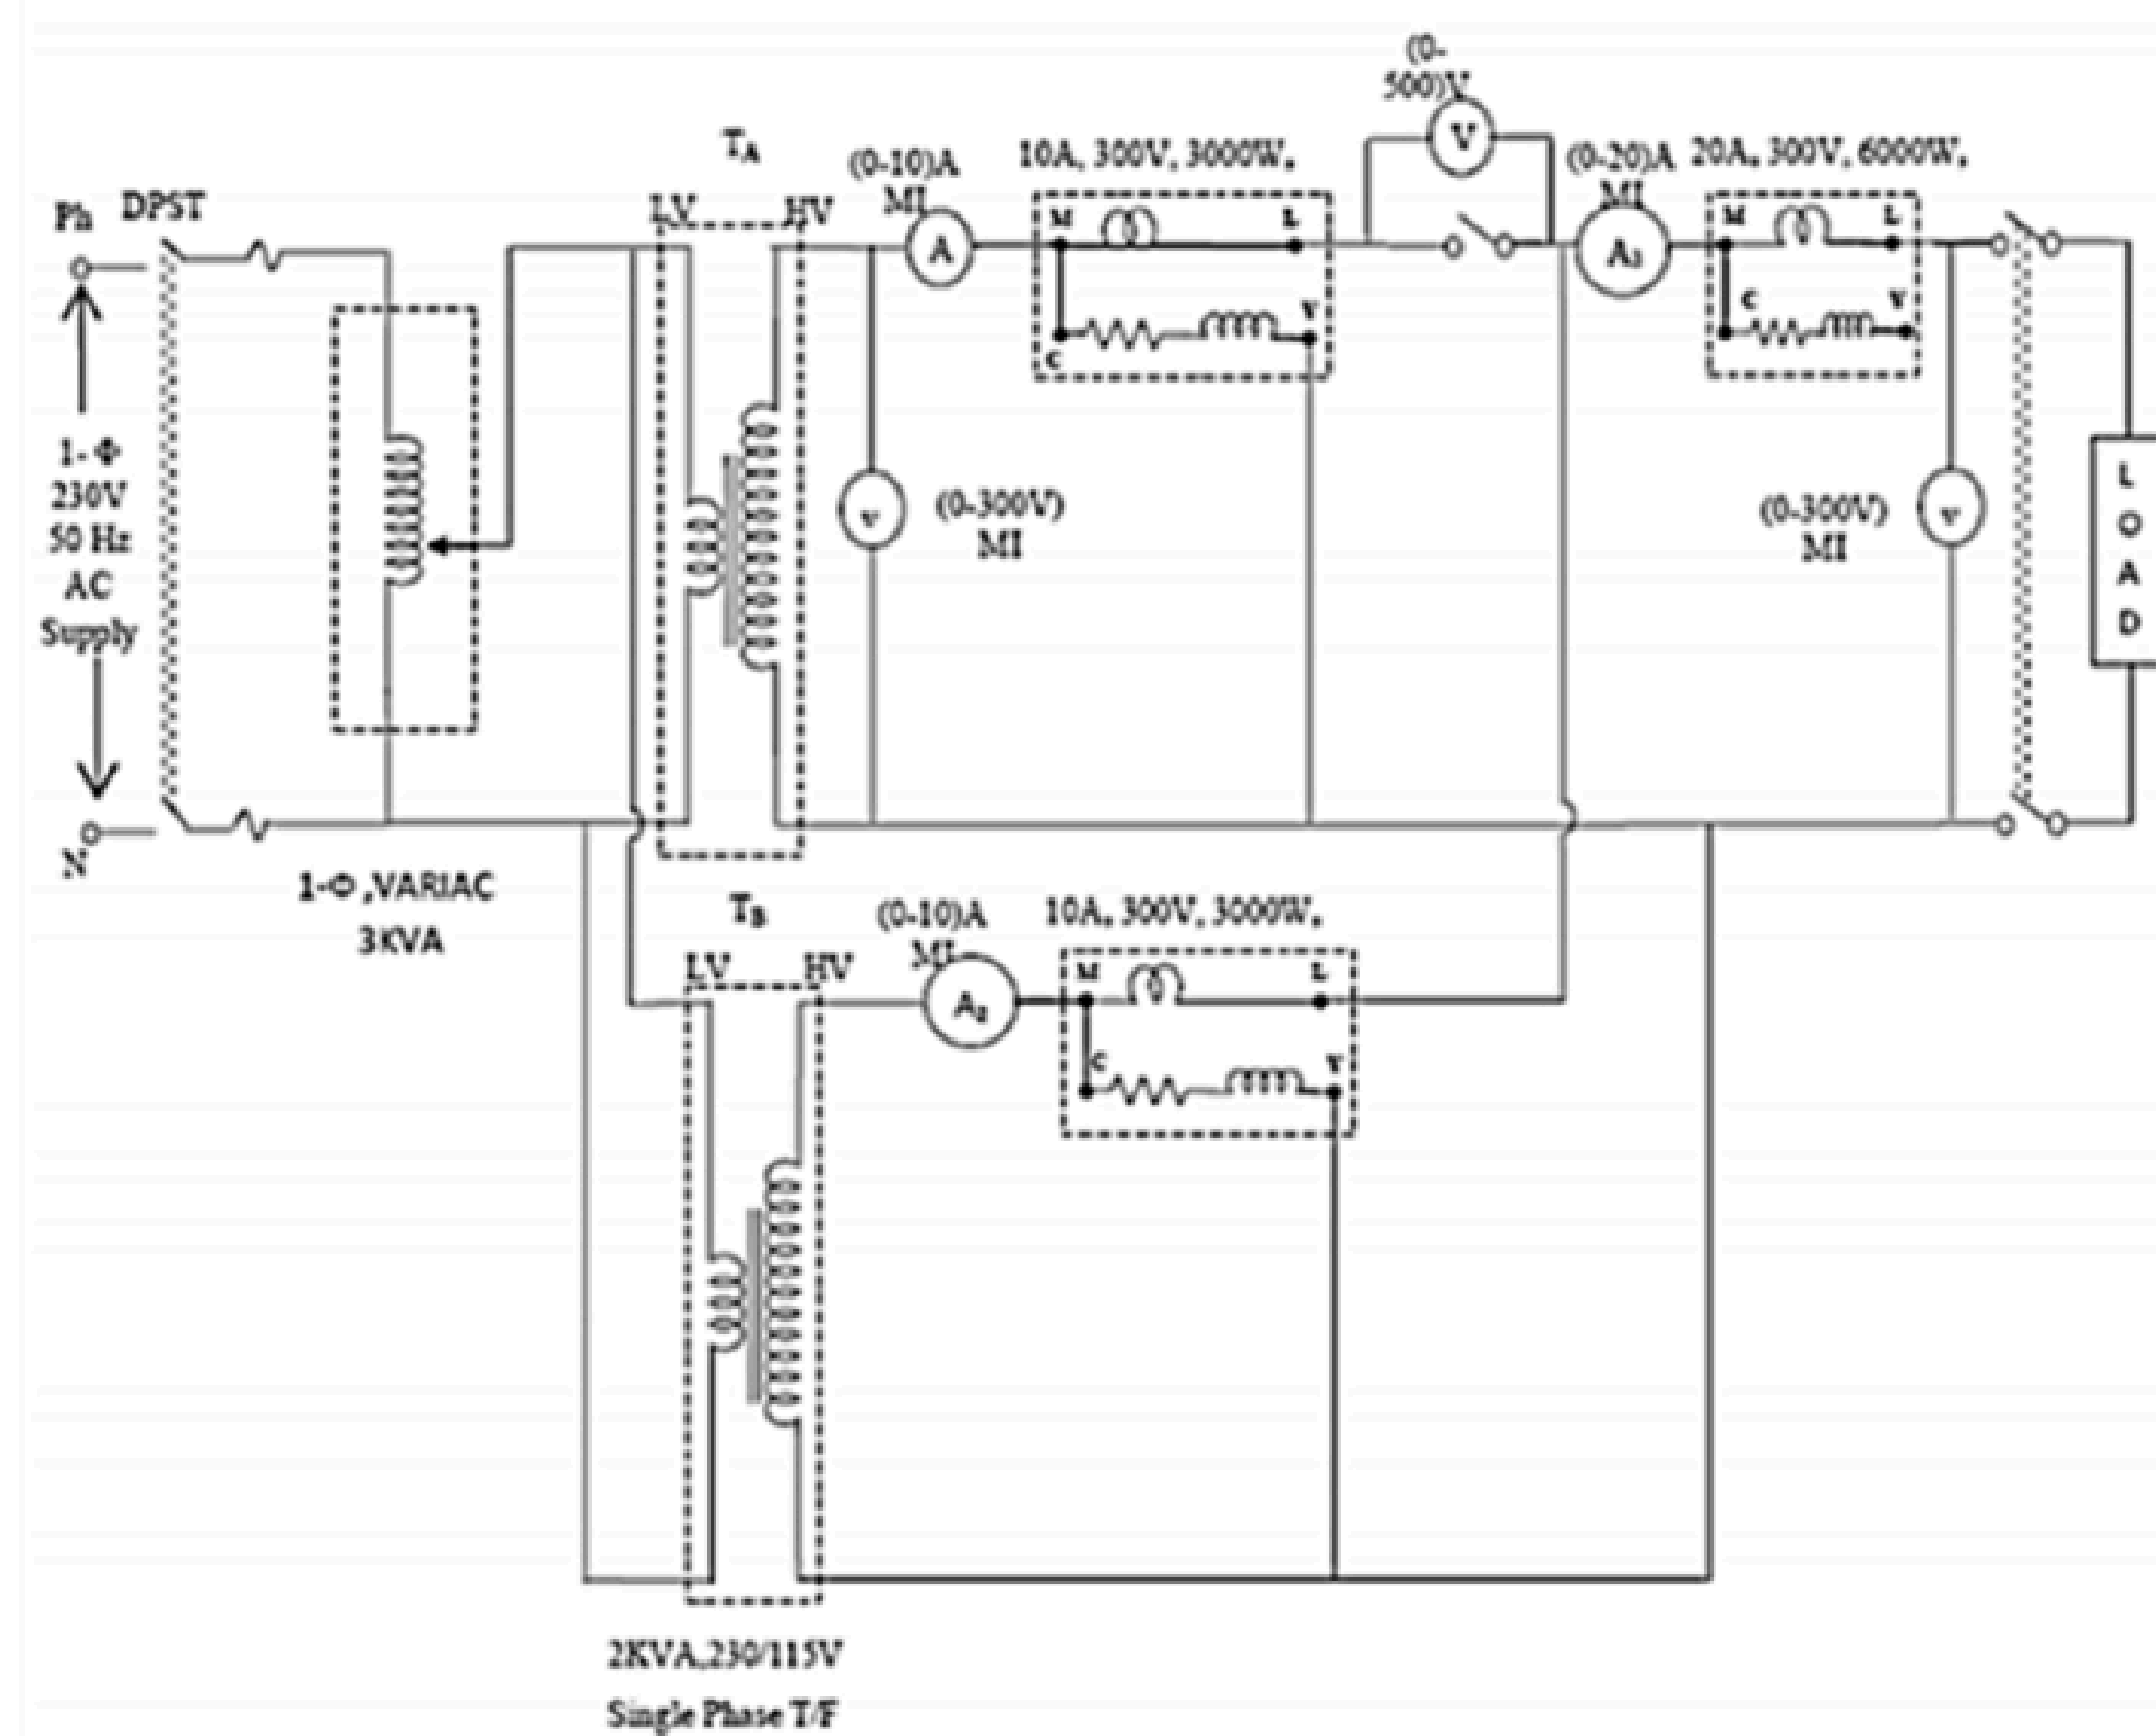 (0-
500)V
V
T_A
(0-10)A
MI
10A, 300V, 3000W,
(0-20)A
MI
20A, 300V, 6000W,
Ph
DPST
LV
HV
A
M
L
C
V
A₃
M
L
C
V
1- Φ
230V
50 Hz
AC
Supply
N
v
(0-300V)
MI
(0-300V)
MI
v
L
O
A
D
1-Φ ,VARIAC
3KVA
T_B
(0-10)A
MI
10A, 300V, 3000W,
LV
HV
A₂
M
L
C
V
2KVA,230/115V
Single Phase T/F